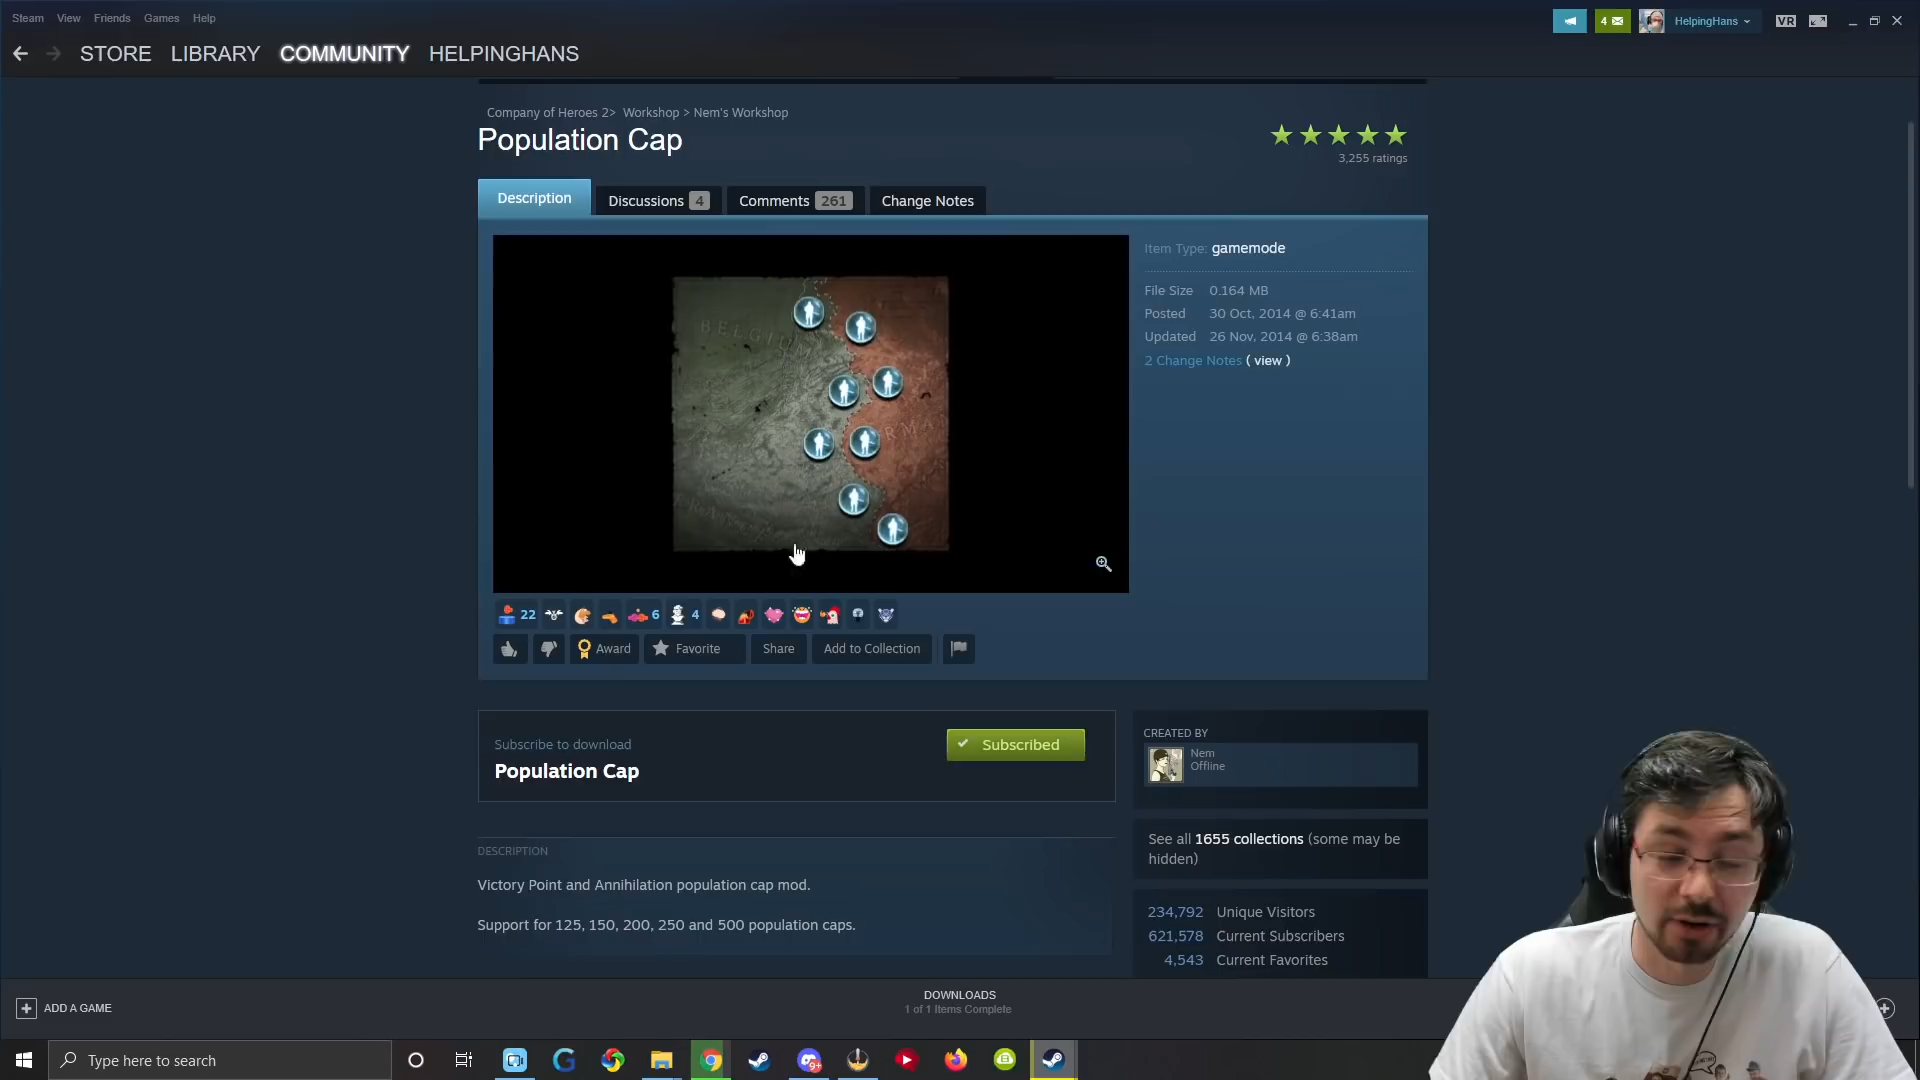 Steam View Friends Games Help
4 HelpingHans VR
STORE LIBRARY COMMUNITY HELPINGHANS
Company of Heroes 2> Workshop > Nem's Workshop
Population Cap
3,255 ratings
Description Discussions 4 Comments 261 Change Notes
BELGIUM
Item Type: gamemode
File Size 0.164 MB
Posted 30 Oct, 2014 @ 6:41am
Updated 26 Nov, 2014 @ 6:38am
2 Change Notes ( view )
22 6 4
Award Favorite Share Add to Collection
Subscribe to download
Population Cap
Subscribed
CREATED BY
Nem
Offline
See all 1655 collections (some may be
hidden)
DESCRIPTION
Victory Point and Annihilation population cap mod.
Support for 125, 150, 200, 250 and 500 population caps.
234,792 Unique Visitors
621,578 Current Subscribers
4,543 Current Favorites
ADD A GAME
DOWNLOADS
1 of 1 Items Complete
Type here to search
9+